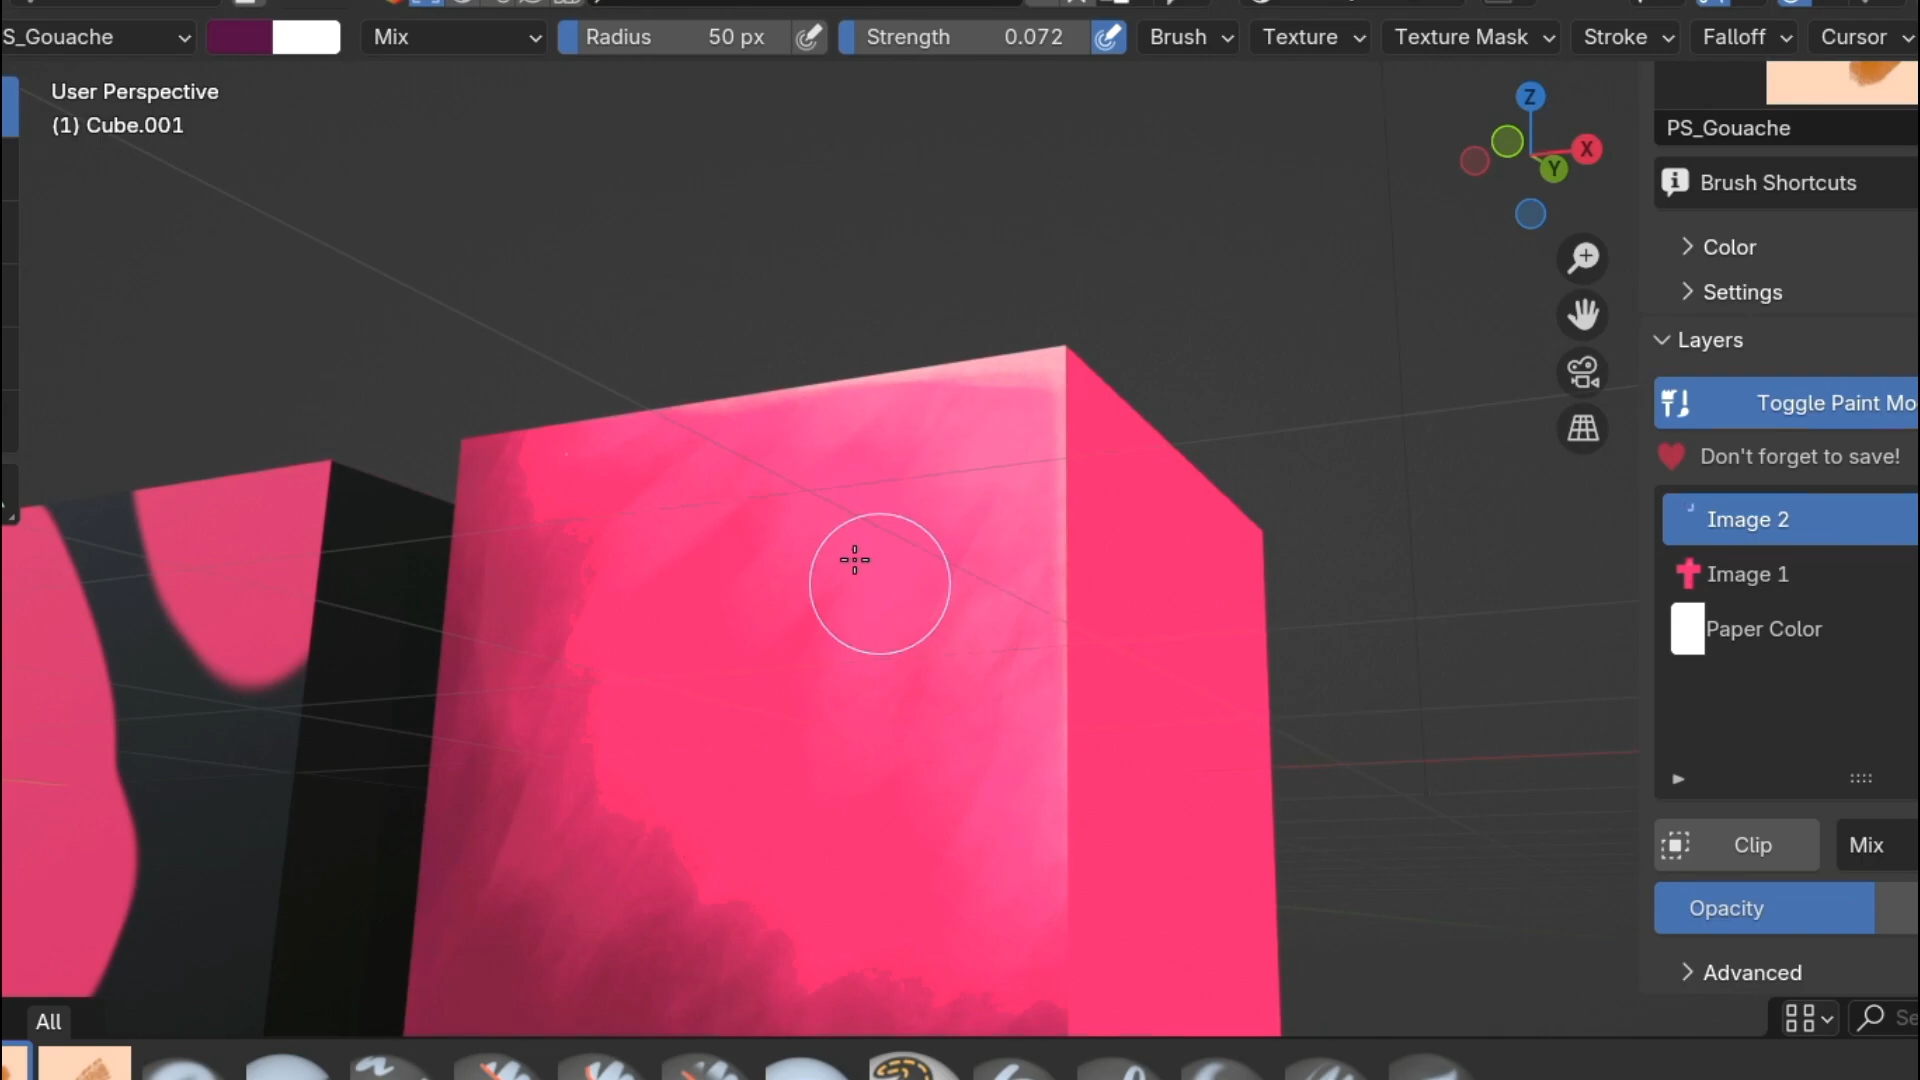 S_Gouache
Mix
Radius 50 px
Strength 0.072
Brush
Texture
Texture Mask
Stroke
Falloff
Cursor
User Perspective
(1) Cube.001
Z
X
Y
PS_Gouache
Brush Shortcuts
Color
Settings
Layers
Toggle Paint Mo
Don't forget to save!
Image 2
Image 1
Paper Color
Clip
Mix
Opacity
Advanced
All
Se